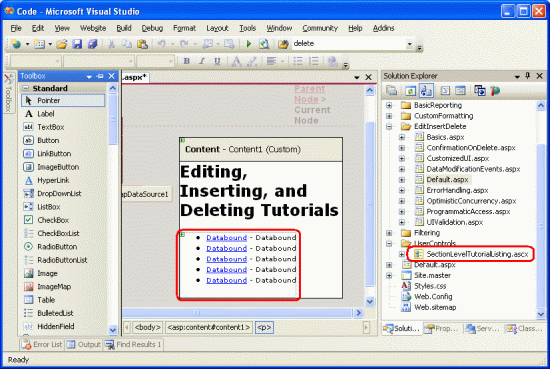 Code - Microsoft Visual Studio
File Edit View Website Build Debug Format Layout Tools Window Community Help Addins
delete
Toolbox
Toolbox
Standard
Pointer
Label
TextBox
Button
LinkButton
ImageButton
HyperLink
DropDownList
ListBox
CheckBox
CheckBoxList
RadioButton
RadioButtonList
Image
ImageMap
Table
BulletedList
HiddenField
.aspx*
Parent
Node >
Current
Node
Content - Content1 (Custom)
Editing,
Inserting, and
Deleting Tutorials
apDataSource1
Databound - Databound
Databound - Databound
Databound - Databound
Databound - Databound
Databound - Databound
<body> <asp:content#content1> <p>
Solution Explorer
BasicReporting
CustomFormatting
EditInsertDelete
Basics.aspx
ConfirmationOnDelete.aspx
CustomizedUI.aspx
DataModificationEvents.aspx
Default.aspx
ErrorHandling.aspx
OptimisticConcurrency.aspx
ProgrammaticAccess.aspx
UIValidation.aspx
Filtering
UserControls
SectionLevelTutorialListing.ascx
Default.aspx
Site.master
Styles.css
Web.Config
Web.sitemap
Soluti... Prop... Serv... Class...
Error List Output Find Results 1
Ready